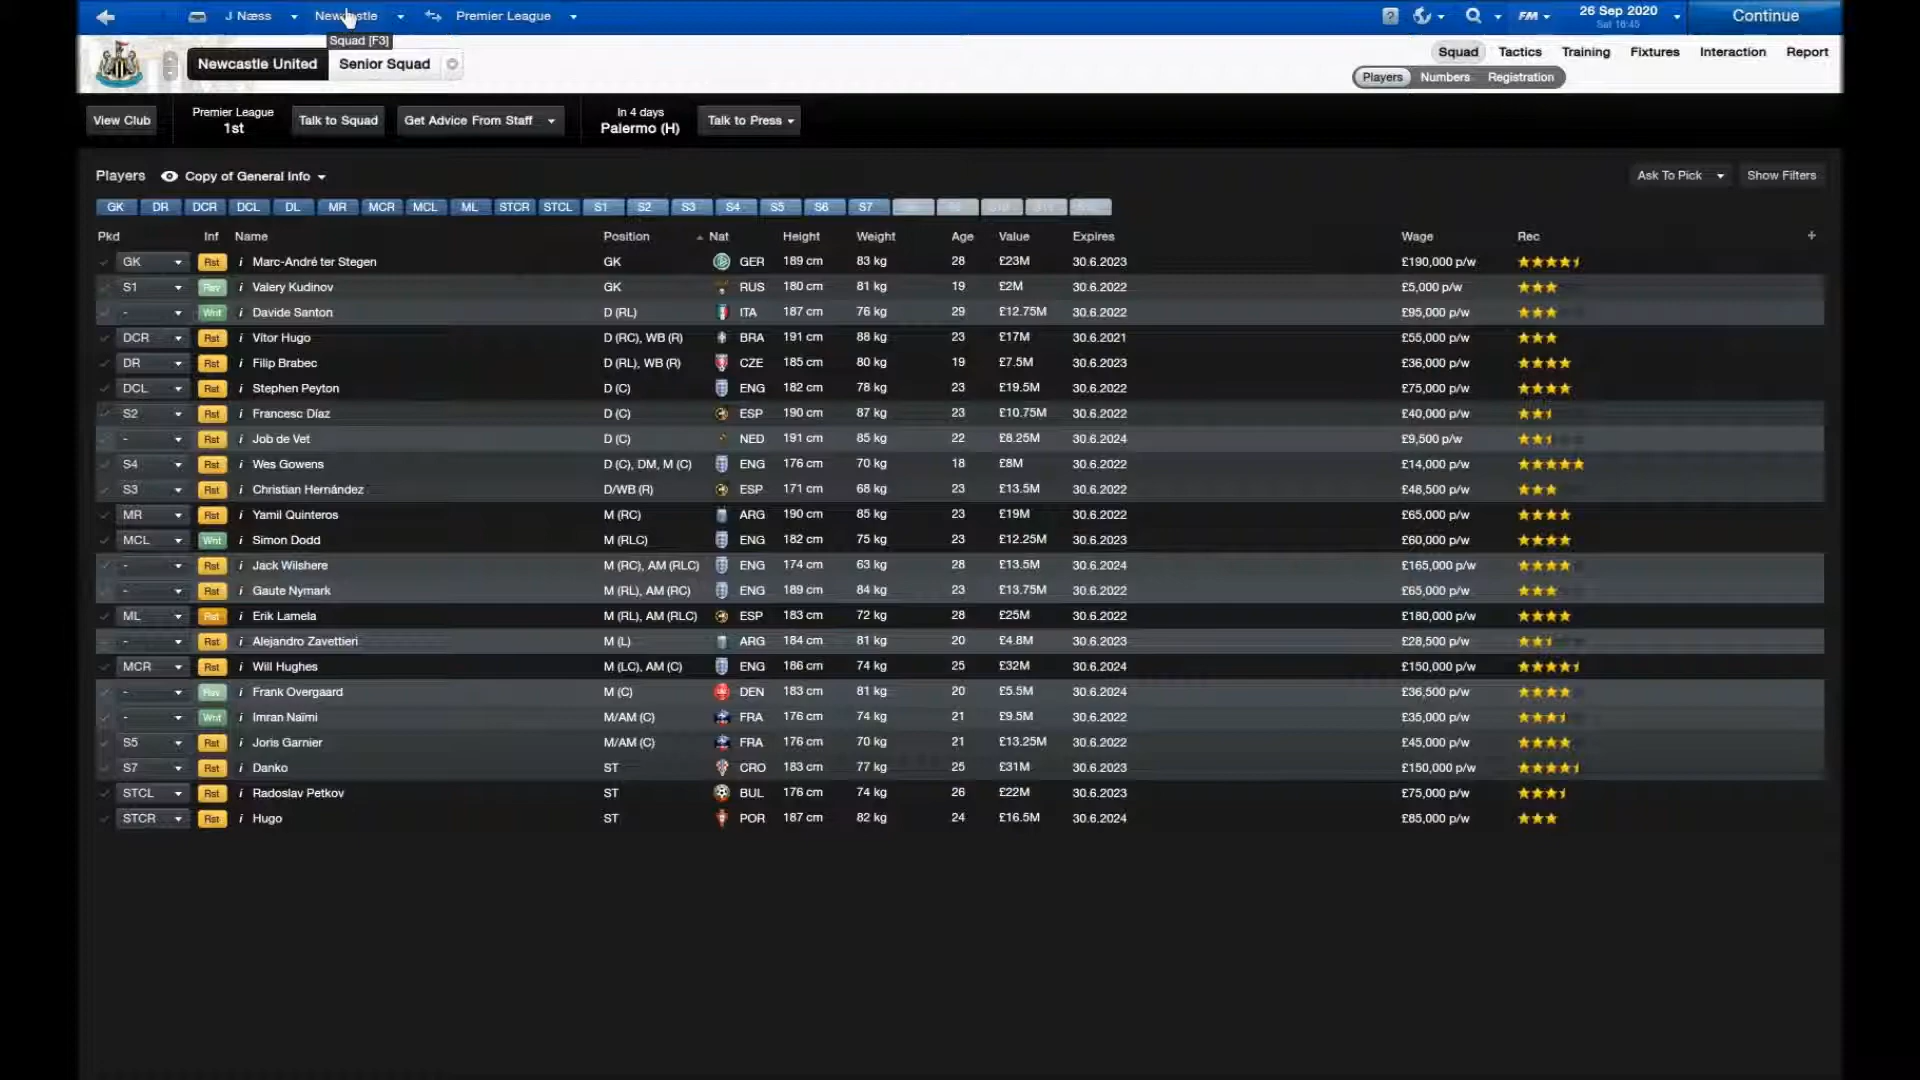 J Næss Newcastle Premier League FM 26 Sep 2020 Continue
Sat 16:45
Squad [F3]
Newcastle United Senior Squad Squad Tactics Training Fixtures Interaction Report
Players Numbers Registration
View Club Premier League 1st Talk to Squad Get Advice From Staff In 4 days Palermo (H) Talk to Press
Players Copy of General Info Ask To Pick Show Filters
GK DR DCR DCL DL MR MCR MCL ML STCR STCL S1 S2 S3 S4 S5 S6 S7
Pkd Inf Name Position Nat Height Weight Age Value Expires Wage Rec +
GK Rst i Marc-André ter Stegen GK GER 189 cm 83 kg 28 £23M 30.6.2023 £190,000 p/w
S1 Rsv i Valery Kudinov GK RUS 180 cm 81 kg 19 £2M 30.6.2022 £5,000 p/w
- Wnt i Davide Santon D (RL) ITA 187 cm 76 kg 29 £12.75M 30.6.2022 £95,000 p/w
DCR Rst i Vitor Hugo D (RC), WB (R) BRA 191 cm 88 kg 23 £17M 30.6.2021 £55,000 p/w
DR Rst i Filip Brabec D (RL), WB (R) CZE 185 cm 80 kg 19 £7.5M 30.6.2023 £36,000 p/w
DCL Rst i Stephen Peyton D (C) ENG 182 cm 78 kg 23 £19.5M 30.6.2022 £75,000 p/w
S2 Rst i Francesc Díaz D (C) ESP 190 cm 87 kg 23 £10.75M 30.6.2022 £40,000 p/w
- Rst i Job de Vet D (C) NED 191 cm 85 kg 22 £8.25M 30.6.2024 £9,500 p/w
S4 Rst i Wes Gowens D (C), DM, M (C) ENG 176 cm 70 kg 18 £8M 30.6.2022 £14,000 p/w
S3 Rst i Christian Hernández D/WB (R) ESP 171 cm 68 kg 23 £13.5M 30.6.2022 £48,500 p/w
MR Rst i Yamil Quinteros M (RC) ARG 190 cm 85 kg 23 £19M 30.6.2022 £65,000 p/w
MCL Wnt i Simon Dodd M (RLC) ENG 182 cm 75 kg 23 £12.25M 30.6.2023 £60,000 p/w
- Rst i Jack Wilshere M (RC), AM (RLC) ENG 174 cm 63 kg 28 £13.5M 30.6.2024 £165,000 p/w
- Rst i Gaute Nymark M (RL), AM (RC) ENG 189 cm 84 kg 23 £13.75M 30.6.2022 £65,000 p/w
ML Rst i Erik Lamela M (RL), AM (RLC) ESP 183 cm 72 kg 28 £25M 30.6.2022 £180,000 p/w
- Rst i Alejandro Zavettieri M (L) ARG 184 cm 81 kg 20 £4.8M 30.6.2023 £28,500 p/w
MCR Rst i Will Hughes M (LC), AM (C) ENG 186 cm 74 kg 25 £32M 30.6.2024 £150,000 p/w
- Rsv i Frank Overgaard M (C) DEN 183 cm 81 kg 20 £5.5M 30.6.2024 £36,500 p/w
- Wnt i Imran Naïmi M/AM (C) FRA 176 cm 74 kg 21 £9.5M 30.6.2022 £35,000 p/w
S5 Rst i Joris Garnier M/AM (C) FRA 176 cm 70 kg 21 £13.25M 30.6.2022 £45,000 p/w
S7 Rst i Danko ST CRO 183 cm 77 kg 25 £31M 30.6.2023 £150,000 p/w
STCL Rst i Radoslav Petkov ST BUL 176 cm 74 kg 26 £22M 30.6.2023 £75,000 p/w
STCR Rst i Hugo ST POR 187 cm 82 kg 24 £16.5M 30.6.2024 £85,000 p/w